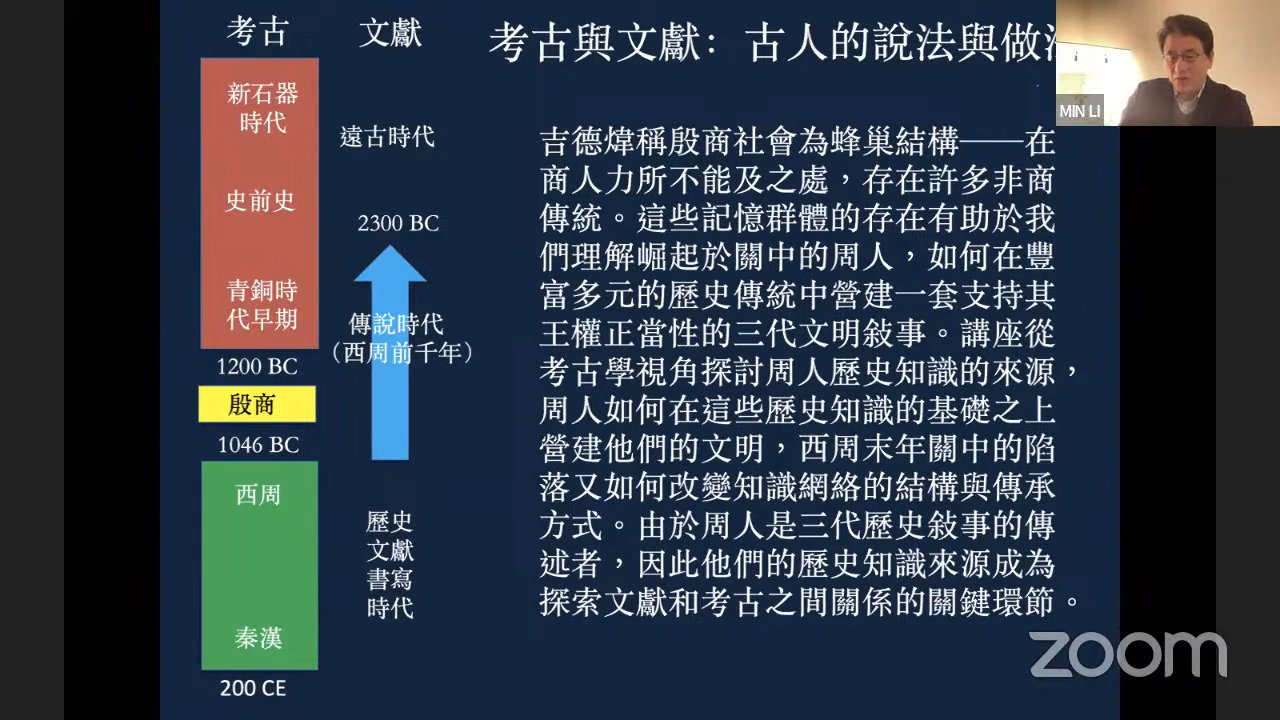 考古
文獻
考古與文獻：古人的說法與做
MIN LI
新石器
時代
史前史
青銅時
代早期
1200 BC
殷商
1046 BC
西周
秦漢
200 CE
遠古時代
2300 BC
傳說時代
（西周前千年）
歷史
文獻
書寫
時代
吉德煒稱殷商社會為蜂巢結構——在
商人力所不能及之處，存在許多非商
傳統。這些記憶群體的存在有助於我
們理解崛起於關中的周人，如何在豐
富多元的歷史傳統中營建一套支持其
王權正當性的三代文明敍事。講座從
考古學視角探討周人歷史知識的來源，
周人如何在這些歷史知識的基礎之上
營建他們的文明，西周末年關中的陷
落又如何改變知識網絡的結構與傳承
方式。由於周人是三代歷史敍事的傳
述者，因此他們的歷史知識來源成為
探索文獻和考古之間關係的關鍵環節。
zoom